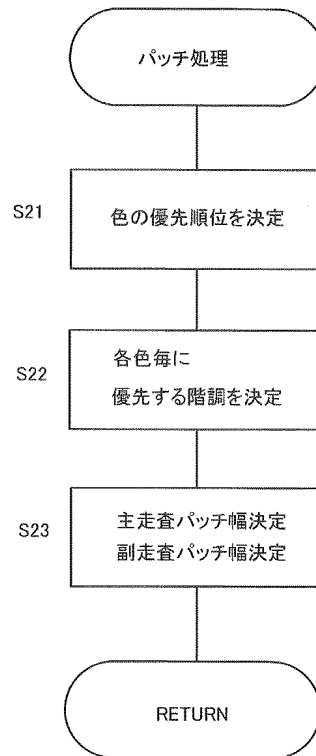 パッチ処理
S21
色の優先順位を決定
S22
各色毎に
優先する階調を決定
S23
主走査パッチ幅決定
副走査パッチ幅決定
RETURN